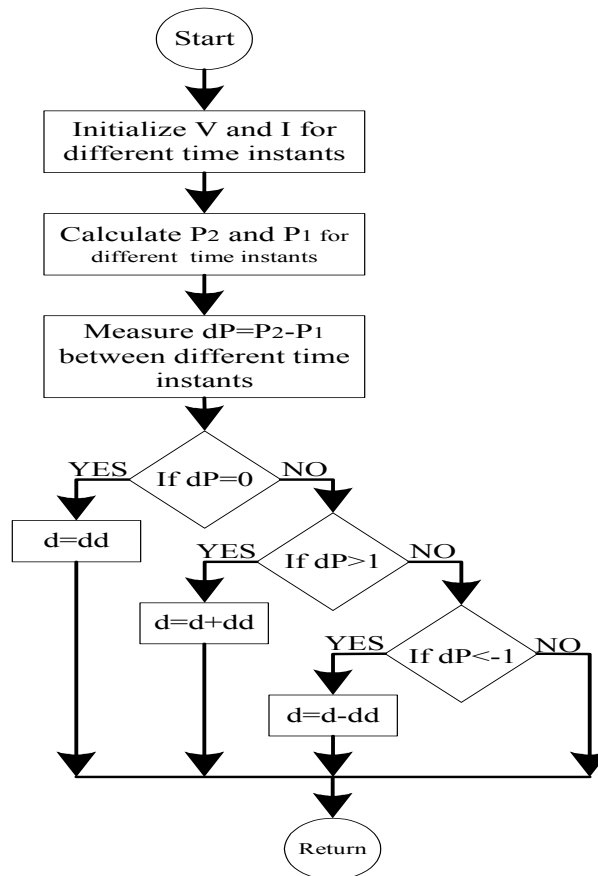 Start
Initialize V and I for
different time instants
Calculate P2 and P1 for
different time instants
Measure dP=P2-P1
between different time
instants
YES
If dP=0
NO
d=dd
YES
If dP>1
NO
d=d+dd
YES
If dP<-1
NO
d=d-dd
Return